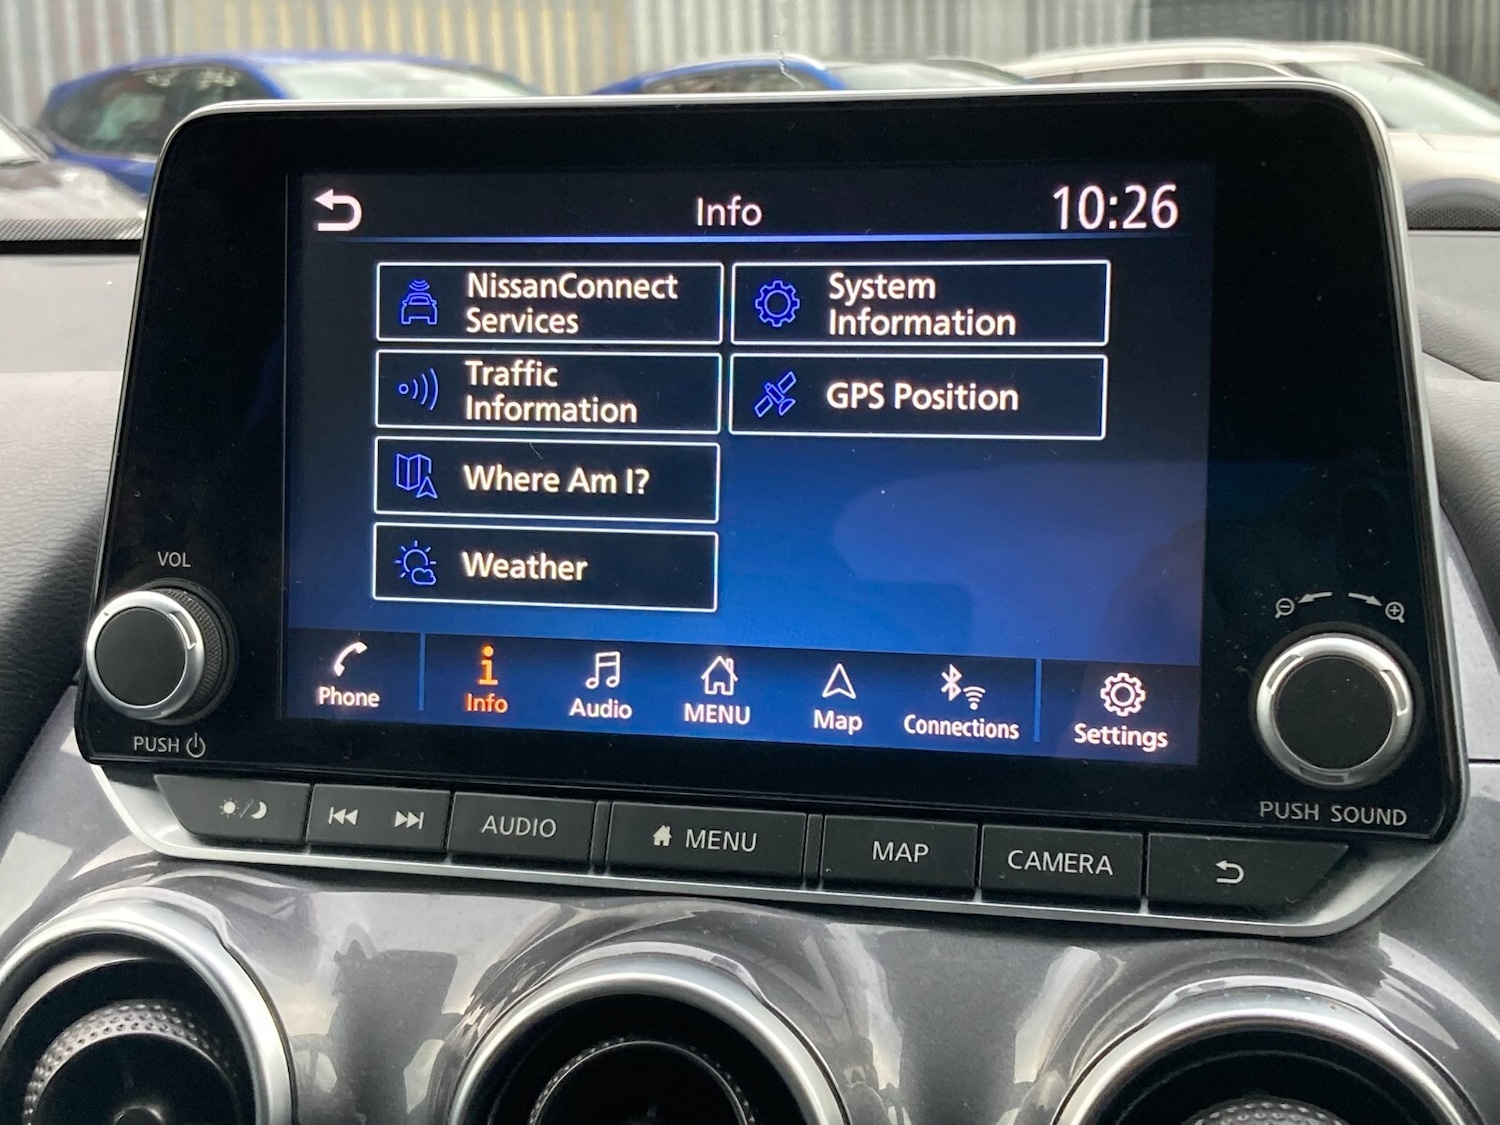 Info
10:26
NissanConnect
Services
System
Information
Traffic
Information
GPS Position
Where Am I?
Weather
VOL
PUSH
Phone
Info
Audio
MENU
Map
Connections
Settings
PUSH SOUND
AUDIO
MENU
MAP
CAMERA